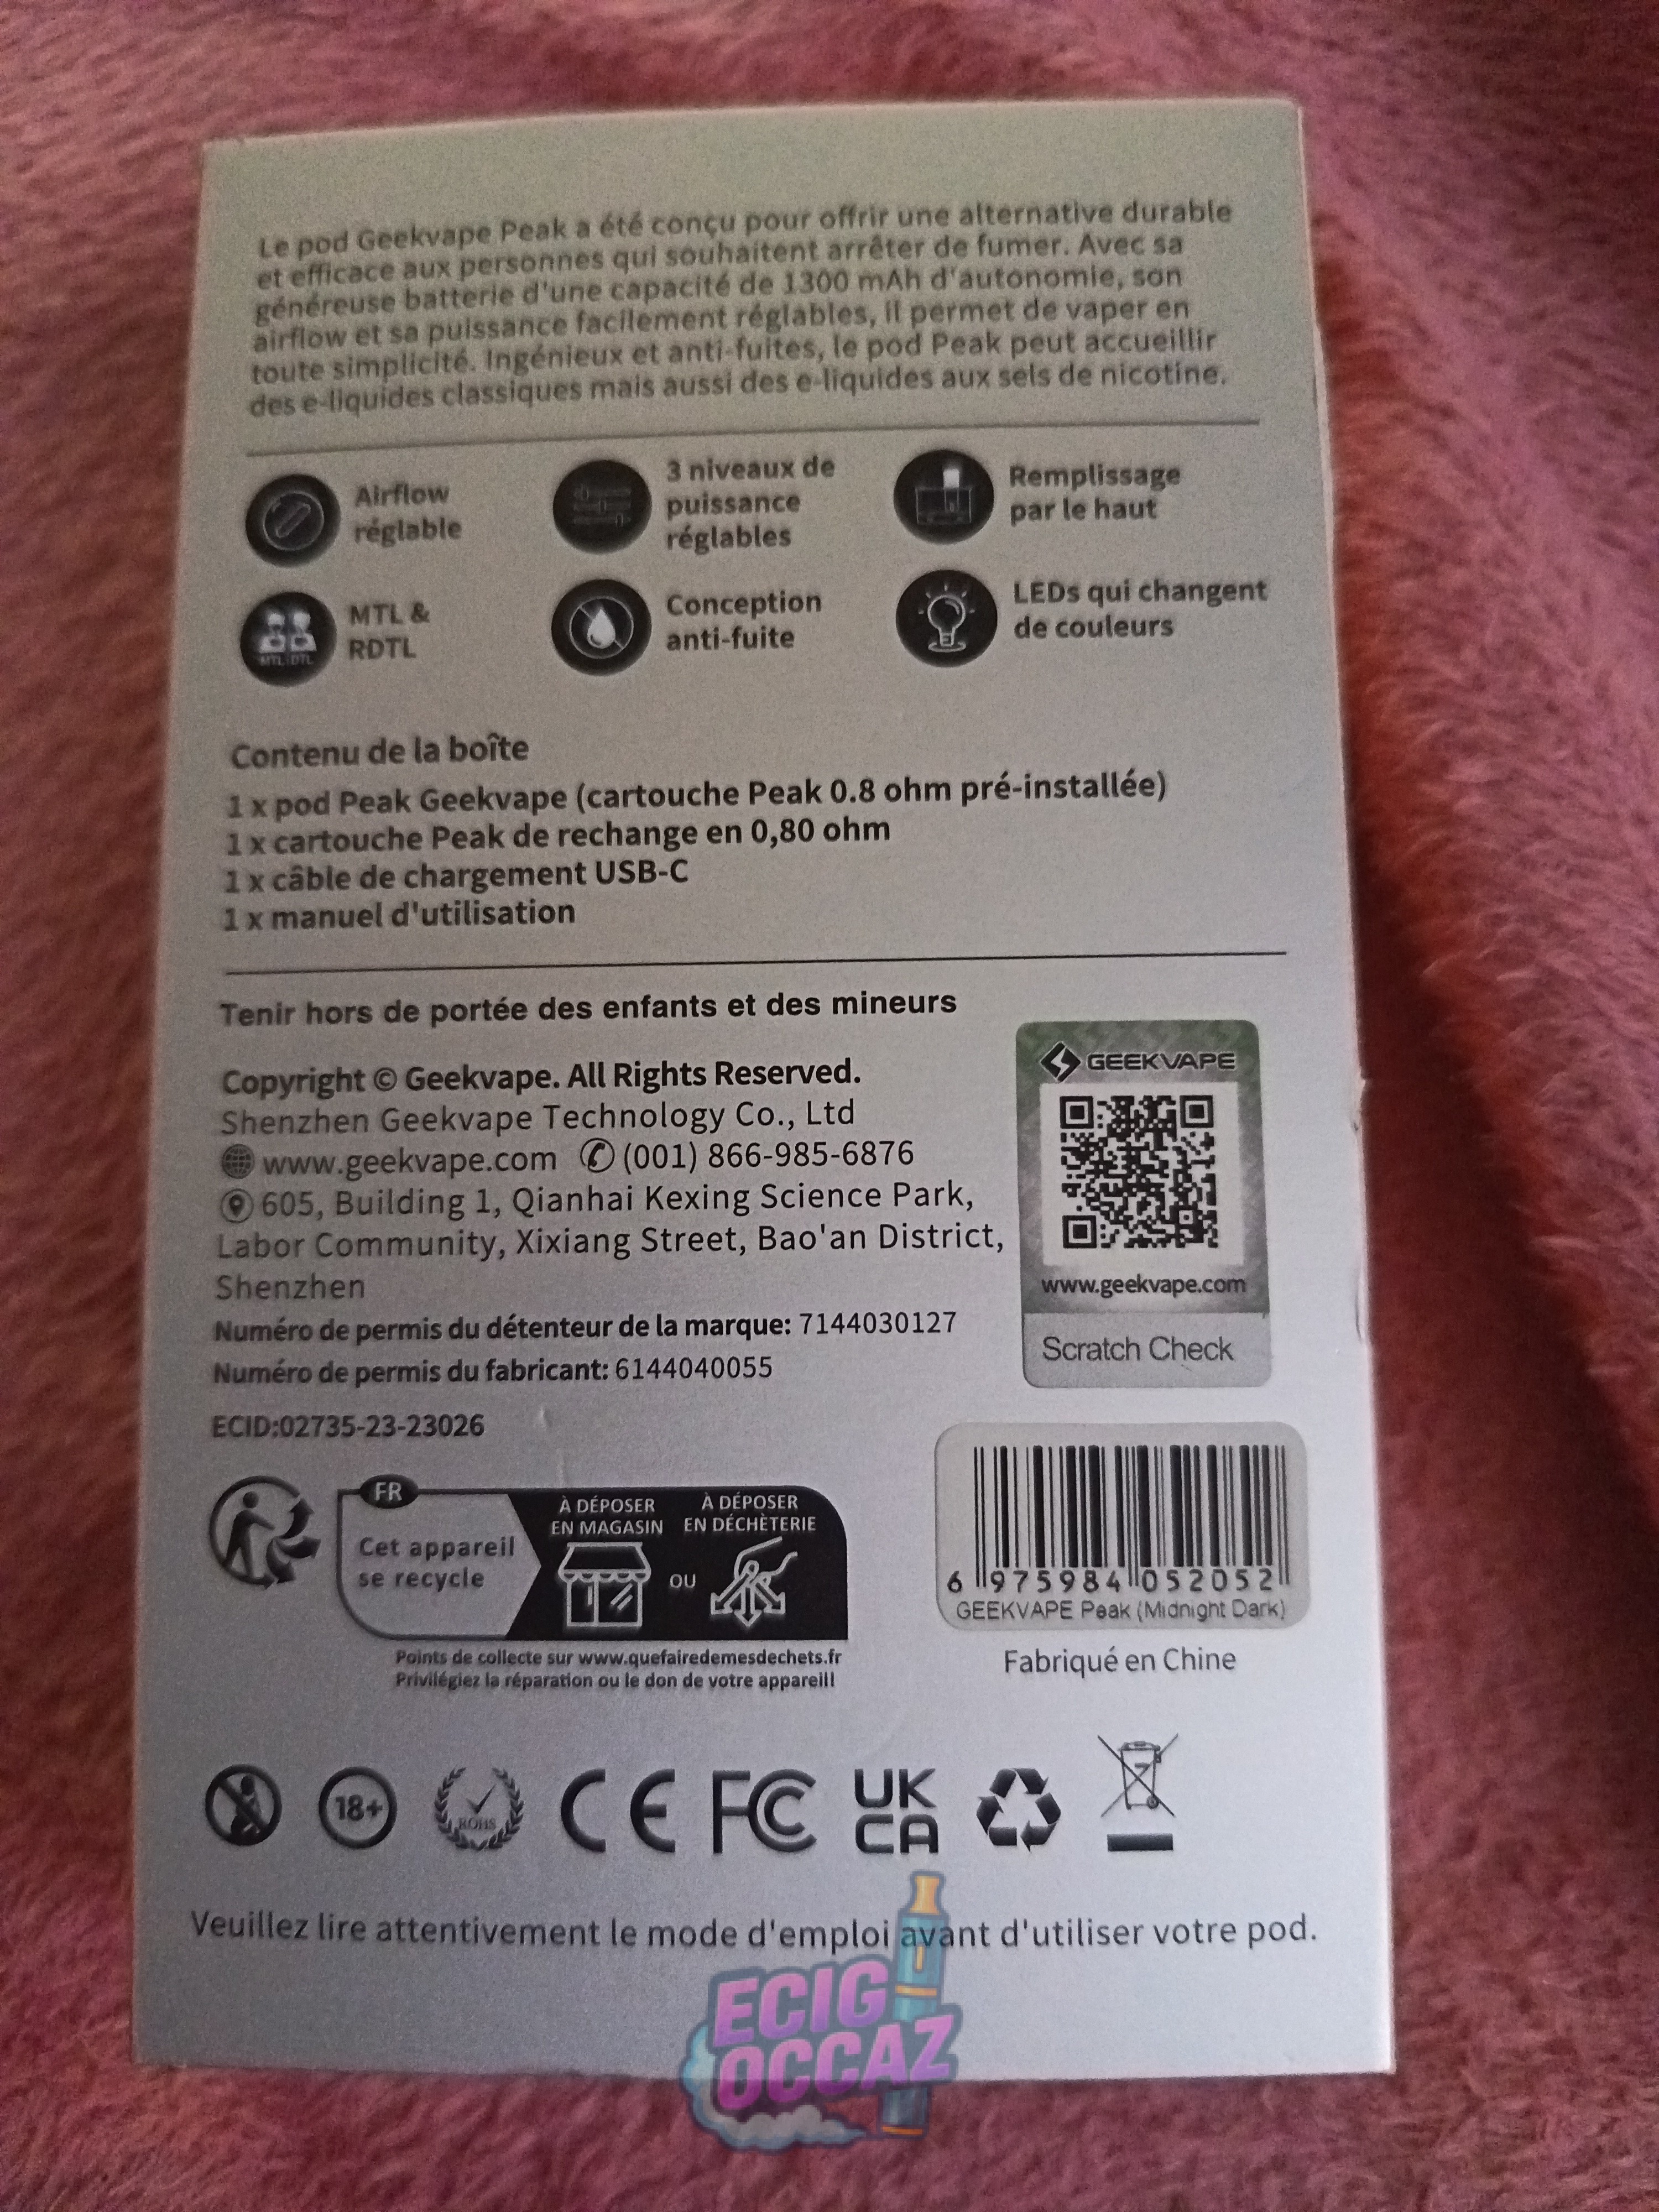 Le pod Geekvape Peak a été conçu pour offrir une alternative durable
et efficace aux personnes qui souhaitent arrêter de fumer. Avec sa
généreuse batterie d'une capacité de 1300 mAh d'autonomie, son
airflow et sa puissance facilement réglables, il permet de vaper en
toute simplicité. Ingénieux et anti-fuites, le pod Peak peut accueillir
des e-liquides classiques mais aussi des e-liquides aux sels de nicotine.
Airflow
réglable
3 niveaux de
puissance
réglables
Remplissage
par le haut
MTL DTL
MTL &
RDTL
Conception
anti-fuite
LEDs qui changent
de couleurs
Contenu de la boîte
1 x pod Peak Geekvape (cartouche Peak 0.8 ohm pré-installée)
1 x cartouche Peak de rechange en 0,80 ohm
1 x câble de chargement USB-C
1 x manuel d'utilisation
Tenir hors de portée des enfants et des mineurs
Copyright © Geekvape. All Rights Reserved.
Shenzhen Geekvape Technology Co., Ltd
www.geekvape.com (001) 866-985-6876
605, Building 1, Qianhai Kexing Science Park,
Labor Community, Xixiang Street, Bao'an District,
Shenzhen
Numéro de permis du détenteur de la marque: 7144030127
Numéro de permis du fabricant: 6144040055
ECID:02735-23-23026
GEEKVAPE
www.geekvape.com
Scratch Check
FR
Cet appareil
se recycle
À DÉPOSER
EN MAGASIN
OU
À DÉPOSER
EN DÉCHÈTERIE
Points de collecte sur www.quefairedemesdechets.fr
Privilégiez la réparation ou le don de votre appareil!
6 975984 052052
GEEKVAPE Peak (Midnight Dark)
Fabriqué en Chine
18+
ROHS
CE
FC
UK
CA
Veuillez lire attentivement le mode d'emploi avant d'utiliser votre pod.
ECIG
OCCAZ